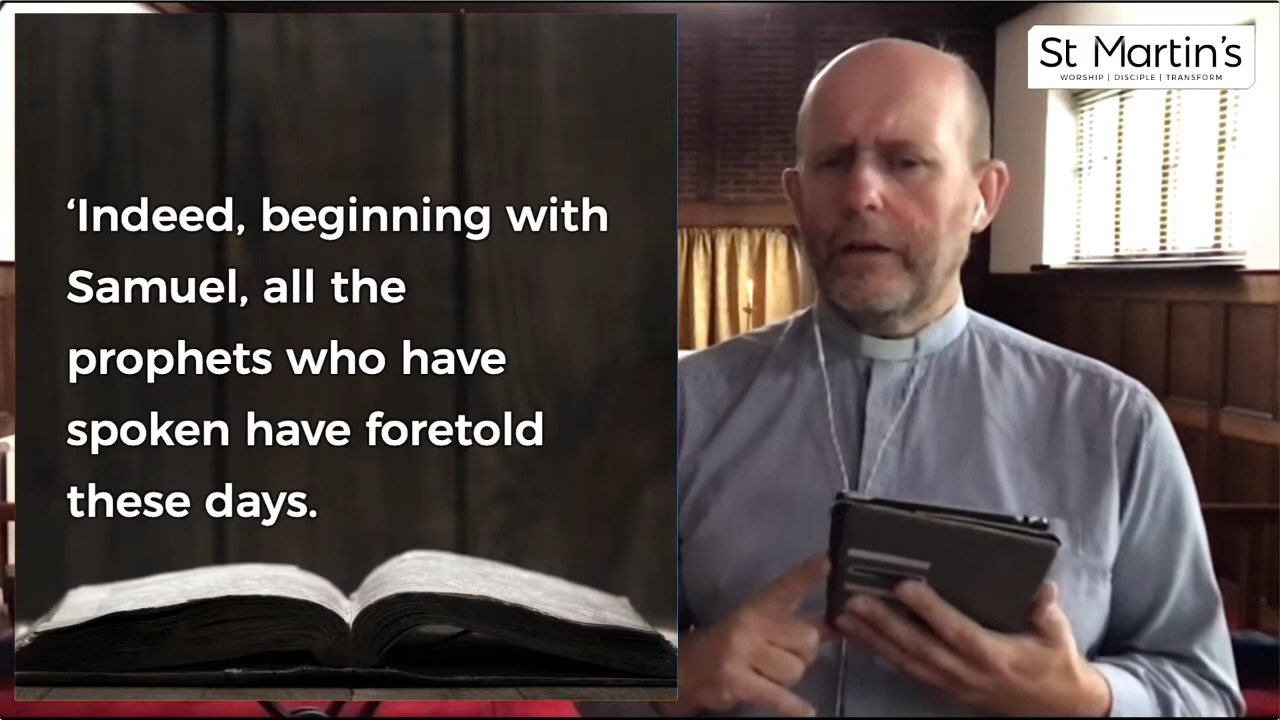 ‘Indeed, beginning with
Samuel, all the
prophets who have
spoken have foretold
these days.
St Martin’s
WORSHIP | DISCIPLE | TRANSFORM